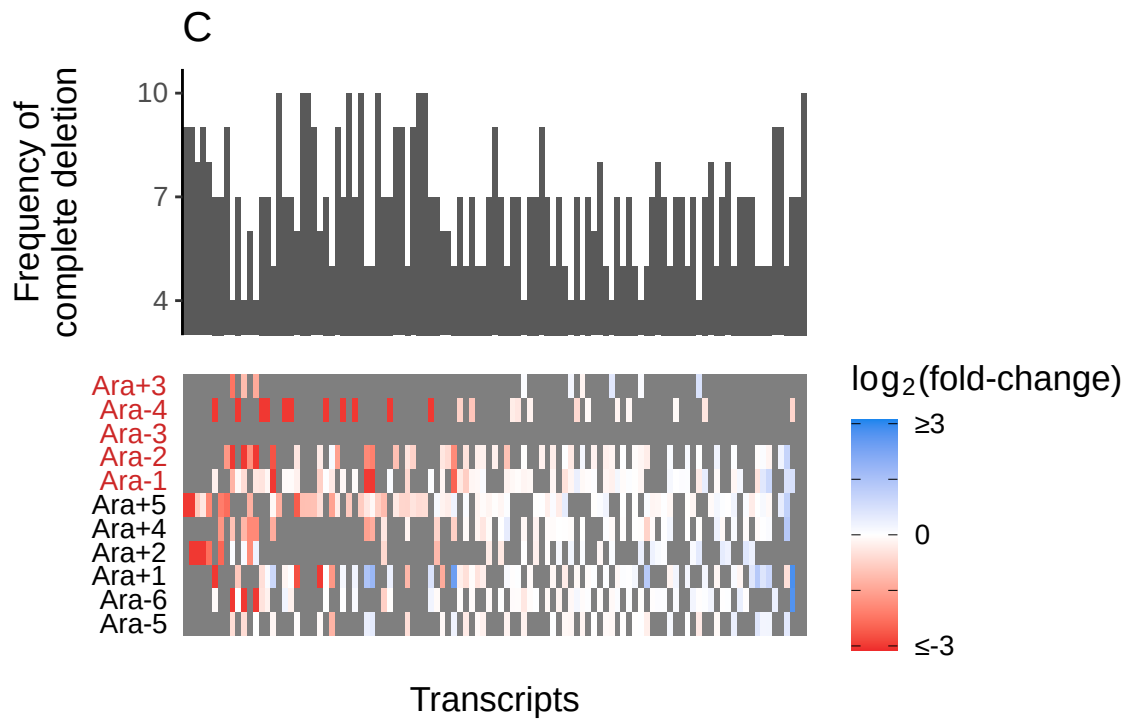 C
Frequency of
complete deletion
10
7
4
Ara+3
Ara-4
Ara-3
Ara-2
Ara-1
Ara+5
Ara+4
Ara+2
Ara+1
Ara-6
Ara-5
Transcripts
log₂(fold-change)
≥3
0
≤-3